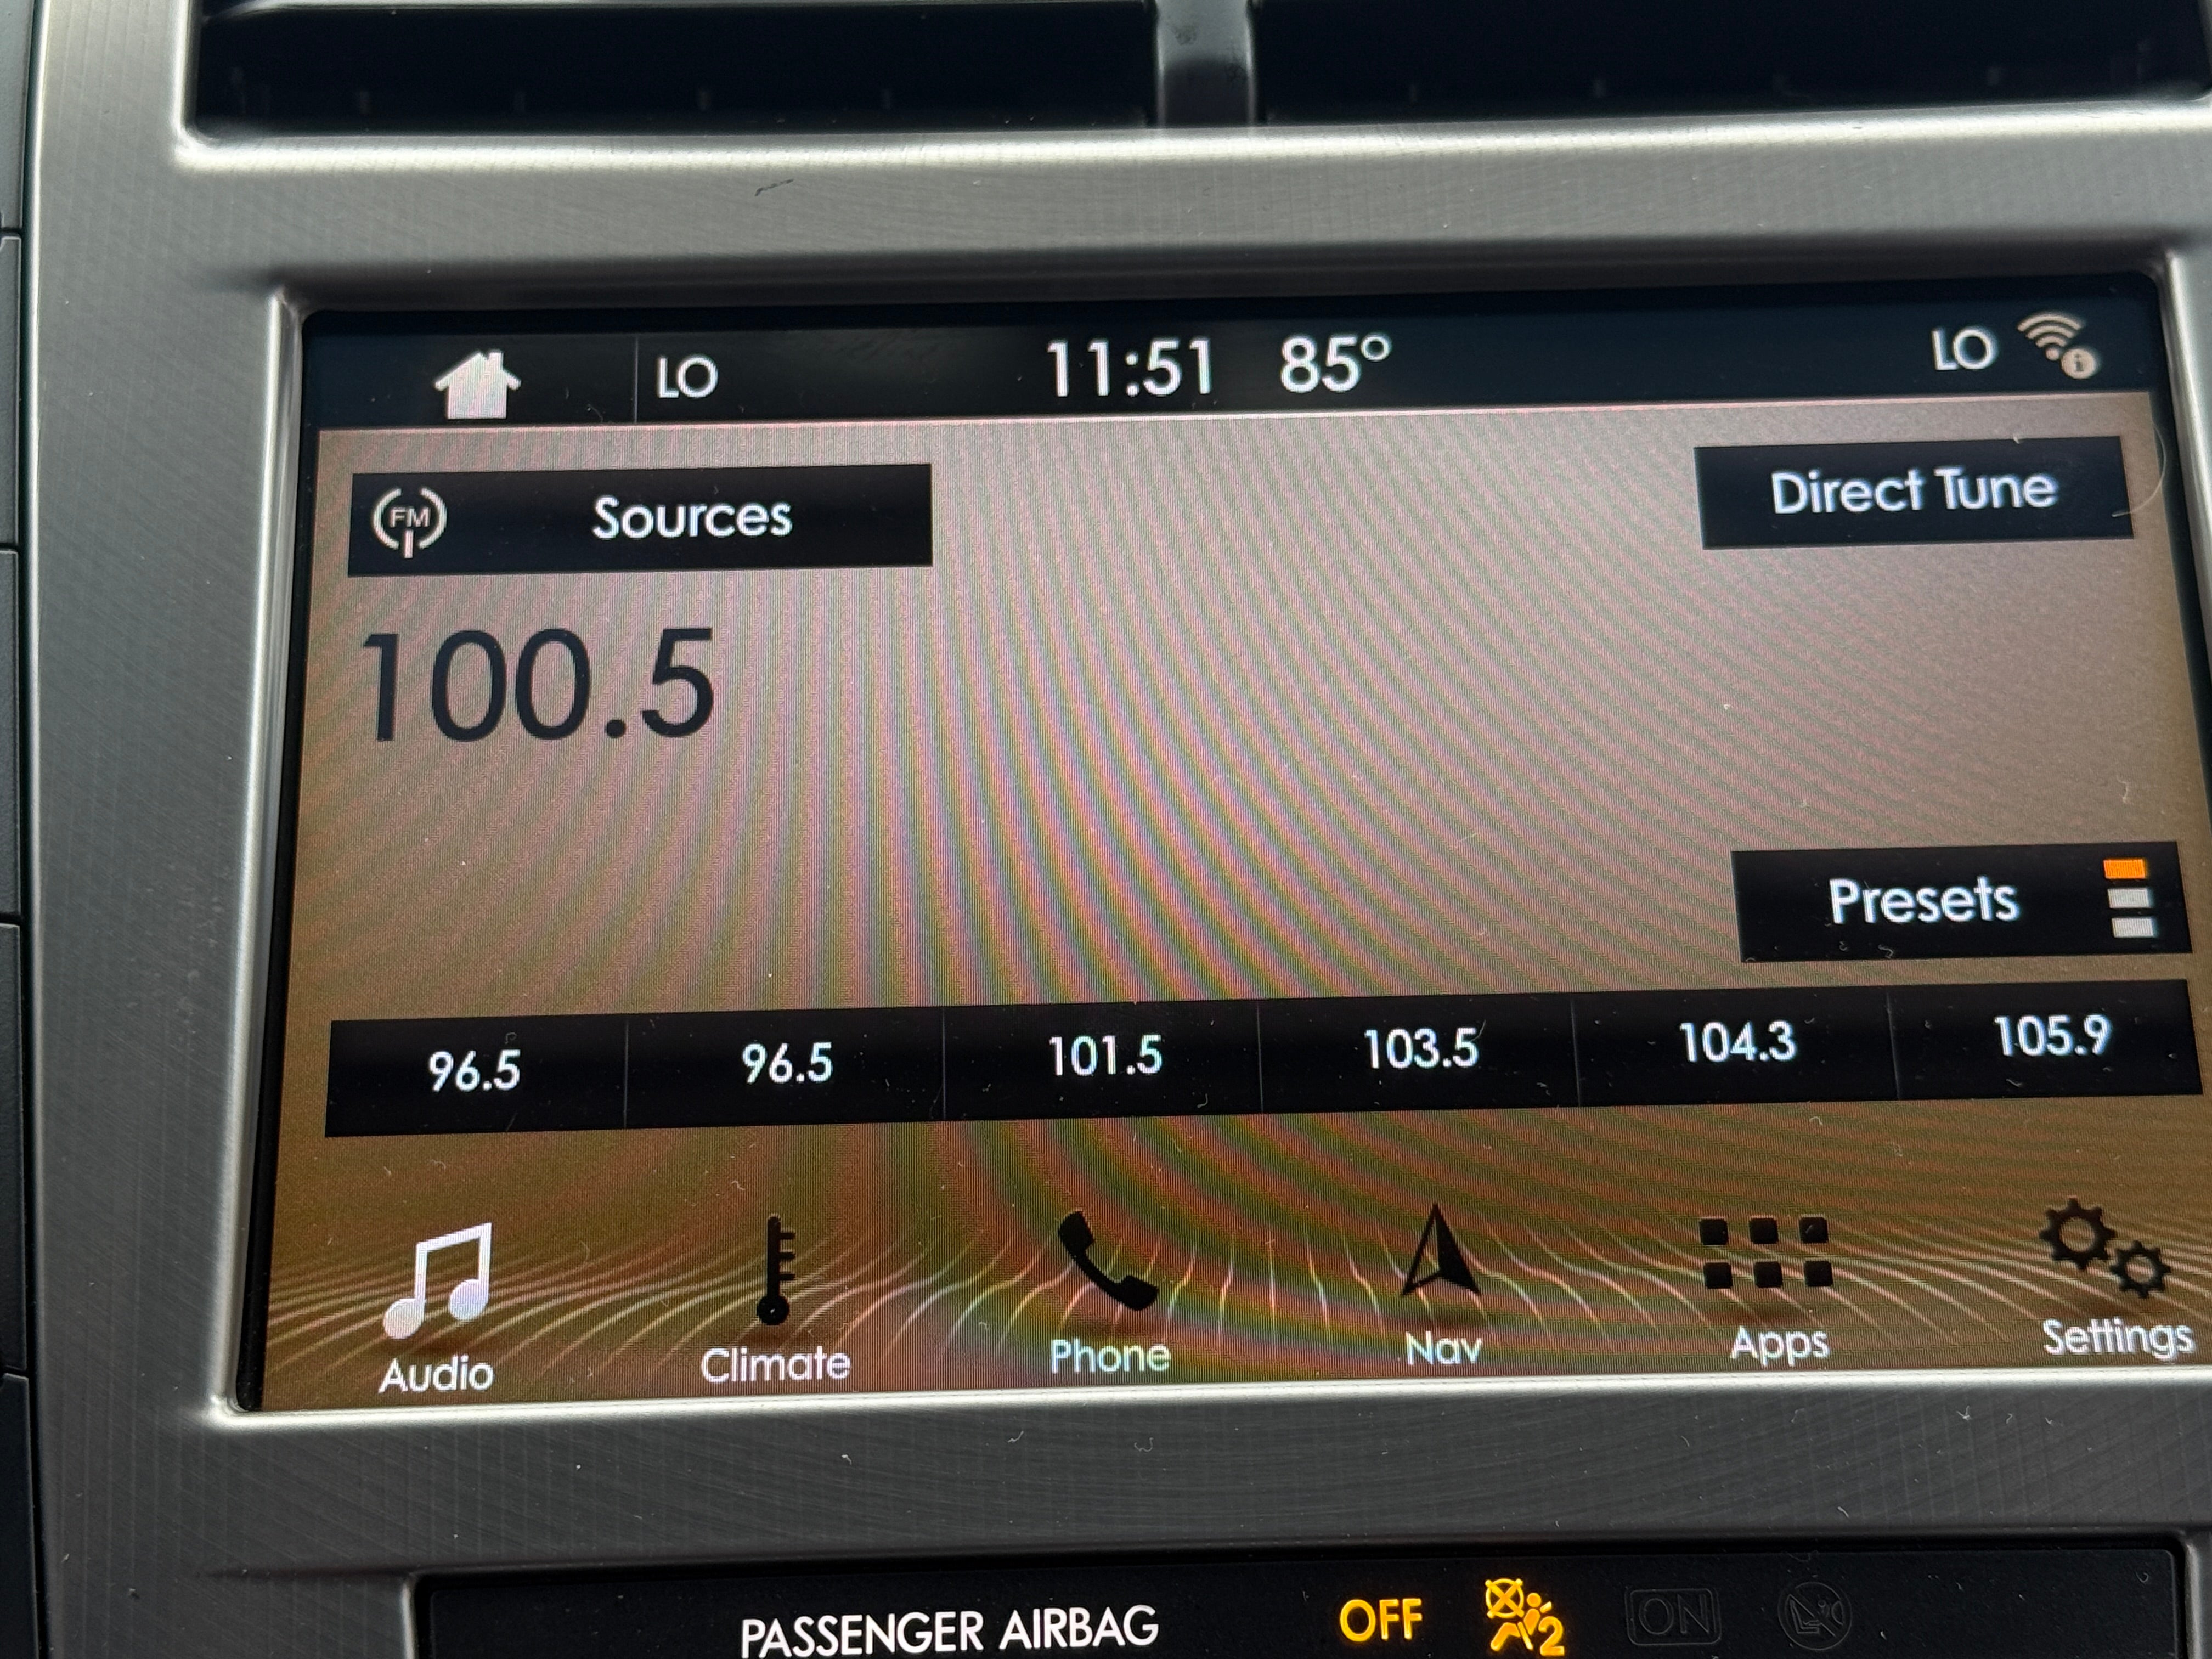 LO 11:51 85° LO
FM Sources Direct Tune
100.5
Presets
96.5 96.5 101.5 103.5 104.3 105.9
Audio Climate Phone Nav Apps Settings
PASSENGER AIRBAG OFF 2 ON